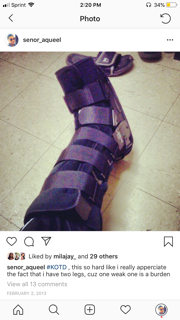 Sprint
2:20 PM
34%
Photo
senor_aqueel
Liked by milajay_ and 29 others
senor_aqueel #KOTD , this so hard like i really apperciate
the fact that i have two legs, cuz one weak one is a burden
View all 13 comments
FEBRUARY 2, 2013